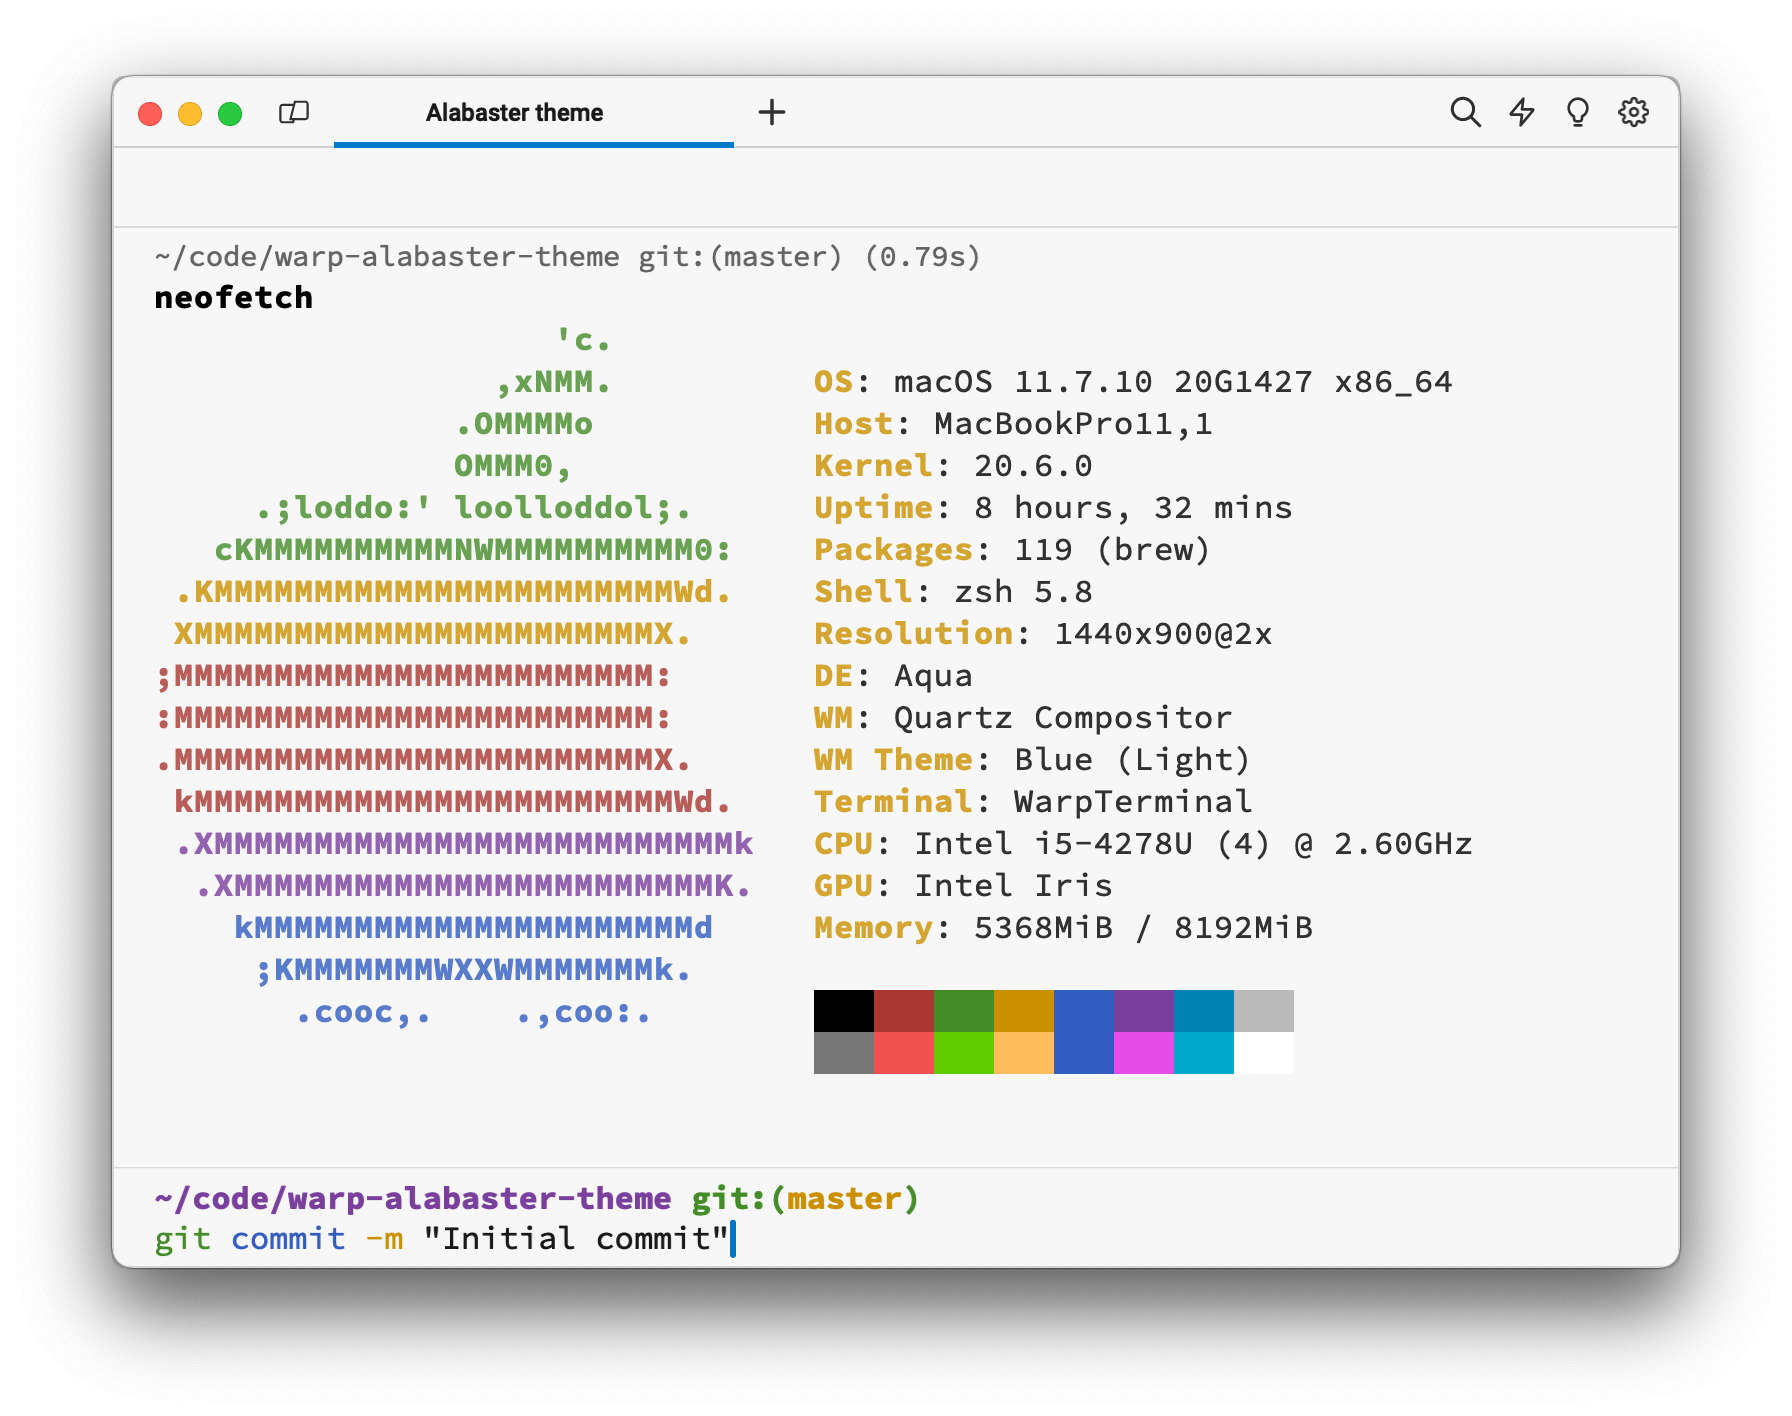 Alabaster theme
~/code/warp-alabaster-theme git:(master) (0.79s)
neofetch
                    'c.
                 ,xNMM.          OS: macOS 11.7.10 20G1427 x86_64
               .OMMMMo           Host: MacBookPro11,1
               OMMM0,            Kernel: 20.6.0
     .;loddo:' loolloddol;.      Uptime: 8 hours, 32 mins
   cKMMMMMMMMMMNWMMMMMMMMMM0:    Packages: 119 (brew)
 .KMMMMMMMMMMMMMMMMMMMMMMMWd.    Shell: zsh 5.8
 XMMMMMMMMMMMMMMMMMMMMMMMX.      Resolution: 1440x900@2x
;MMMMMMMMMMMMMMMMMMMMMMMM:       DE: Aqua
:MMMMMMMMMMMMMMMMMMMMMMMM:       WM: Quartz Compositor
.MMMMMMMMMMMMMMMMMMMMMMMMX.      WM Theme: Blue (Light)
 kMMMMMMMMMMMMMMMMMMMMMMMMWd.    Terminal: WarpTerminal
 .XMMMMMMMMMMMMMMMMMMMMMMMMMMk   CPU: Intel i5-4278U (4) @ 2.60GHz
  .XMMMMMMMMMMMMMMMMMMMMMMMMK.   GPU: Intel Iris
    kMMMMMMMMMMMMMMMMMMMMMMd     Memory: 5368MiB / 8192MiB
     ;KMMMMMMMWXXWMMMMMMMk.
       .cooc,.    .,coo:.
~/code/warp-alabaster-theme git:(master)
git commit -m "Initial commit"